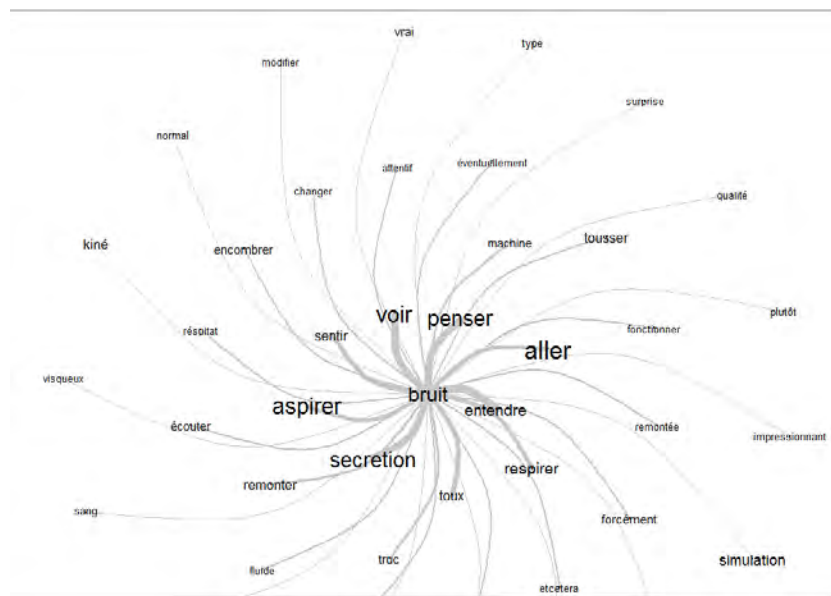 vrai
type
modifier
surprise
normal
attentif
éventuellement
changer
qualité
kiné
encombrer
machine
tousser
voir
penser
plutôt
réspitat
sentir
fonctionner
aller
visqueux
bruit
aspirer
entendre
écouter
remontée
impressionnant
secretion
respirer
remonter
toux
sang
forcément
troc
simulation
fluide
etcetera